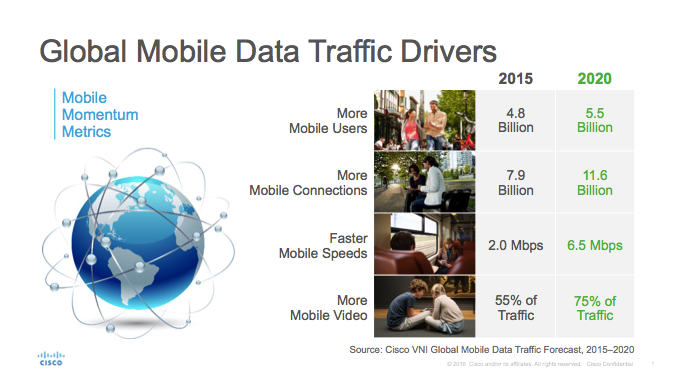 Global Mobile Data Traffic Drivers
2015
2020
Mobile
Momentum
Metrics
More
Mobile Users
4.8
Billion
5.5
Billion
More
Mobile Connections
7.9
Billion
11.6
Billion
Faster
Mobile Speeds
2.0 Mbps
6.5 Mbps
More
Mobile Video
55% of
Traffic
75% of
Traffic
Source: Cisco VNI Global Mobile Data Traffic Forecast, 2015–2020
CISCO
© 2016 Cisco and/or its affiliates. All rights reserved. Cisco Confidential
1